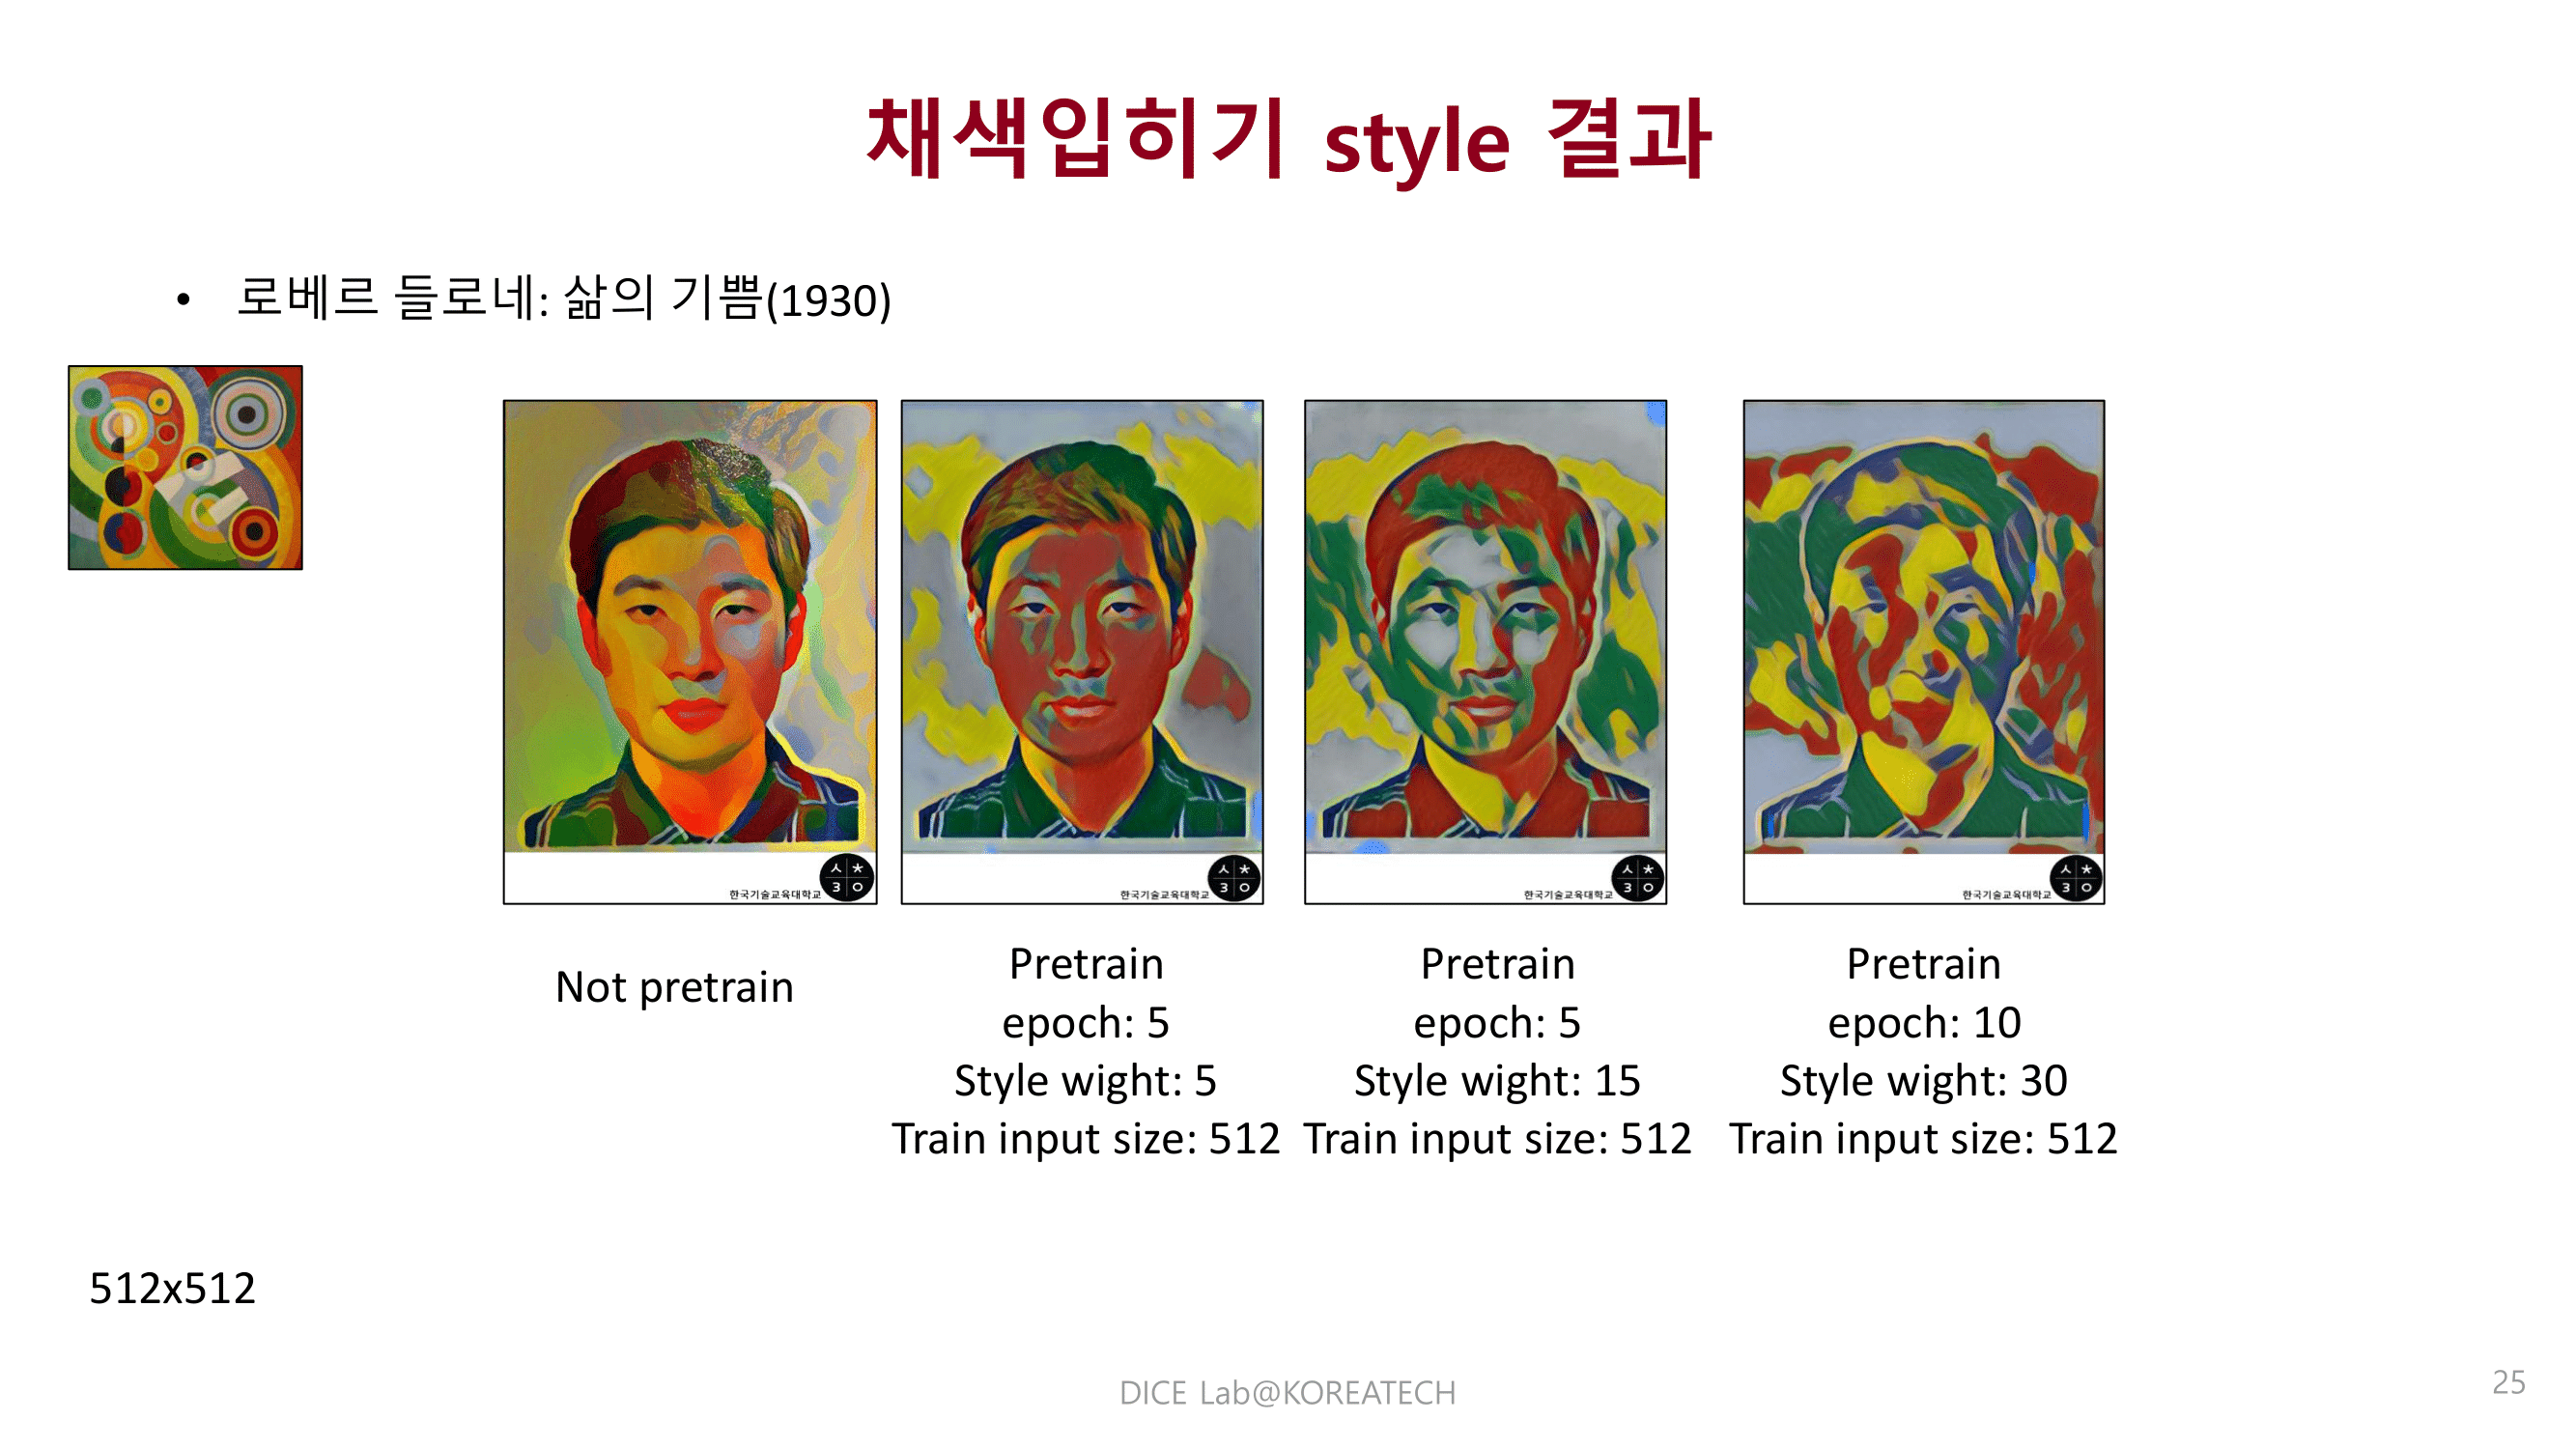 채색입히기 style 결과
• 로베르 들로네: 삶의 기쁨(1930)
한국기술교육대학교
ㅅ ㅊ
3 ㅇ
한국기술교육대학교
ㅅ ㅊ
3 ㅇ
한국기술교육대학교
ㅅ ㅊ
3 ㅇ
한국기술교육대학교
ㅅ ㅊ
3 ㅇ
Not pretrain
Pretrain
epoch: 5
Style wight: 5
Train input size: 512
Pretrain
epoch: 5
Style wight: 15
Train input size: 512
Pretrain
epoch: 10
Style wight: 30
Train input size: 512
512x512
DICE Lab@KOREATECH
25